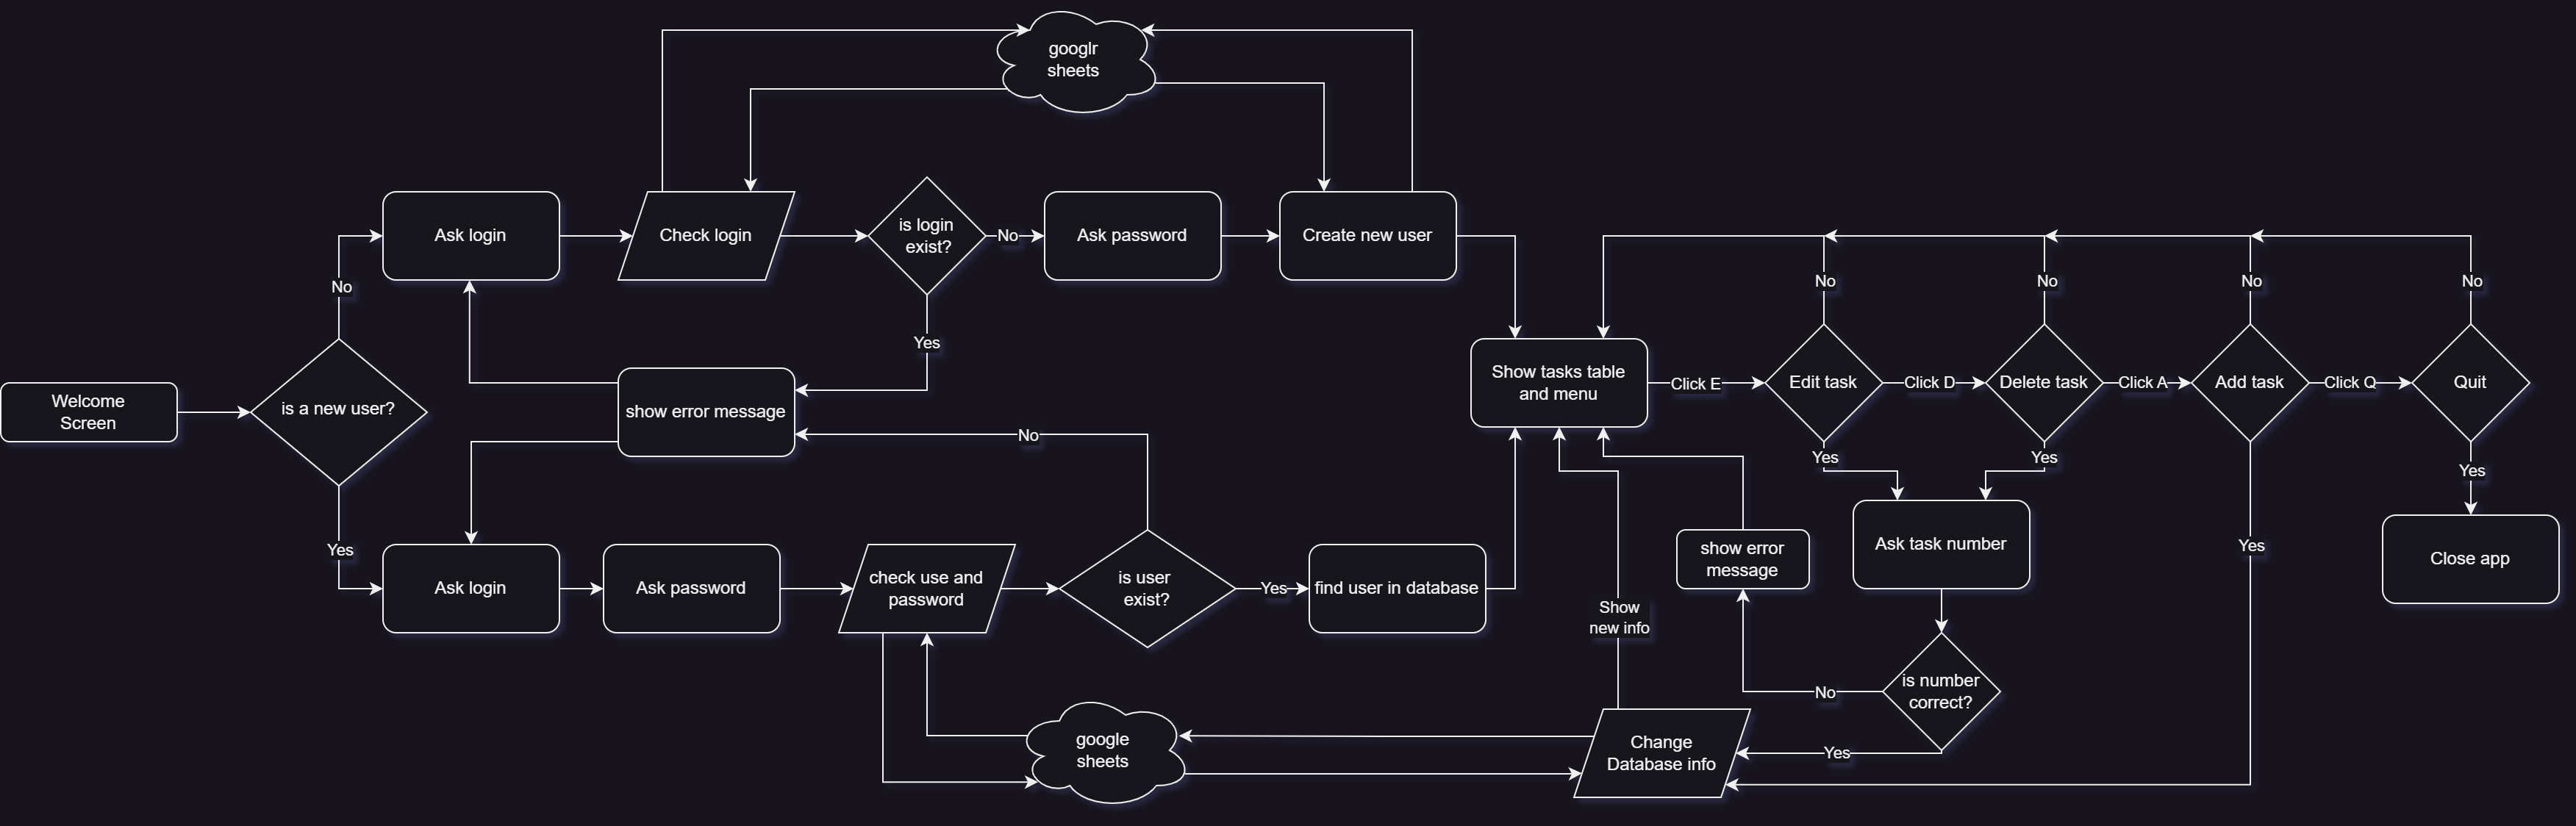 googlr
sheets
Ask login
Check login
is login
exist?
No
Ask password
Create new user
No
Yes
No
No
No
No
Welcome
Screen
is a new user?
show error message
Show tasks table
and menu
Click E
Edit task
Click D
Delete task
Click A
Add task
Click Q
Quit
No
Yes
Yes
Yes
Yes
Ask login
Ask password
check use and
password
is user
exist?
Yes
find user in database
Show
new info
show error
message
Ask task number
Yes
Close app
is number
correct?
No
google
sheets
Change
Database info
Yes